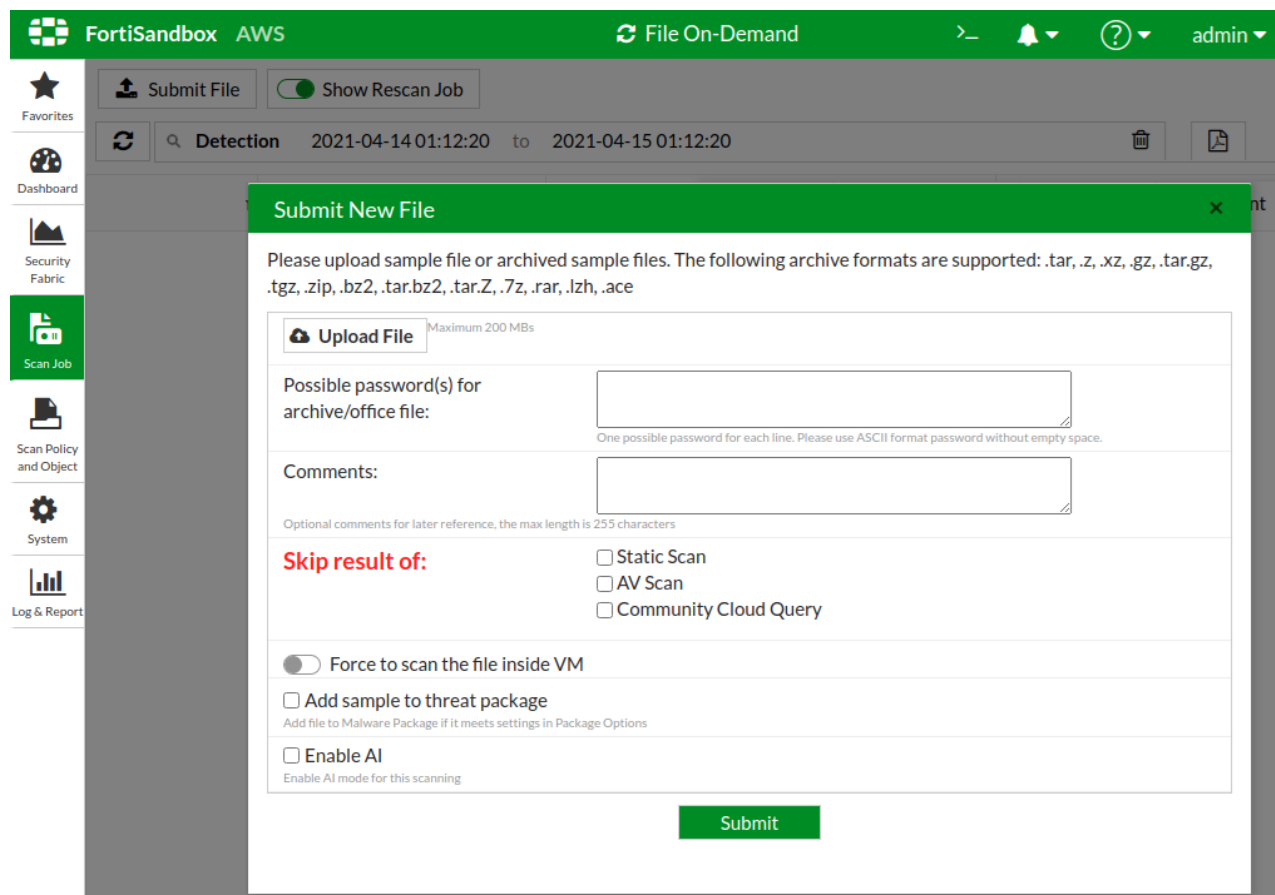 FortiSandbox AWS
File On-Demand
>_
admin
Favorites
Dashboard
Security
Fabric
Scan Job
Scan Policy
and Object
System
Log & Report
Submit File
Show Rescan Job
Detection 2021-04-14 01:12:20 to 2021-04-15 01:12:20
nt
Submit New File ×
Please upload sample file or archived sample files. The following archive formats are supported: .tar, .z, .xz, .gz, .tar.gz,
.tgz, .zip, .bz2, .tar.bz2, .tar.Z, .7z, .rar, .lzh, .ace
Upload File Maximum 200 MBs
Possible password(s) for
archive/office file:
One possible password for each line. Please use ASCII format password without empty space.
Comments:
Optional comments for later reference, the max length is 255 characters
Skip result of:
Static Scan
AV Scan
Community Cloud Query
Force to scan the file inside VM
Add sample to threat package
Add file to Malware Package if it meets settings in Package Options
Enable AI
Enable AI mode for this scanning
Submit